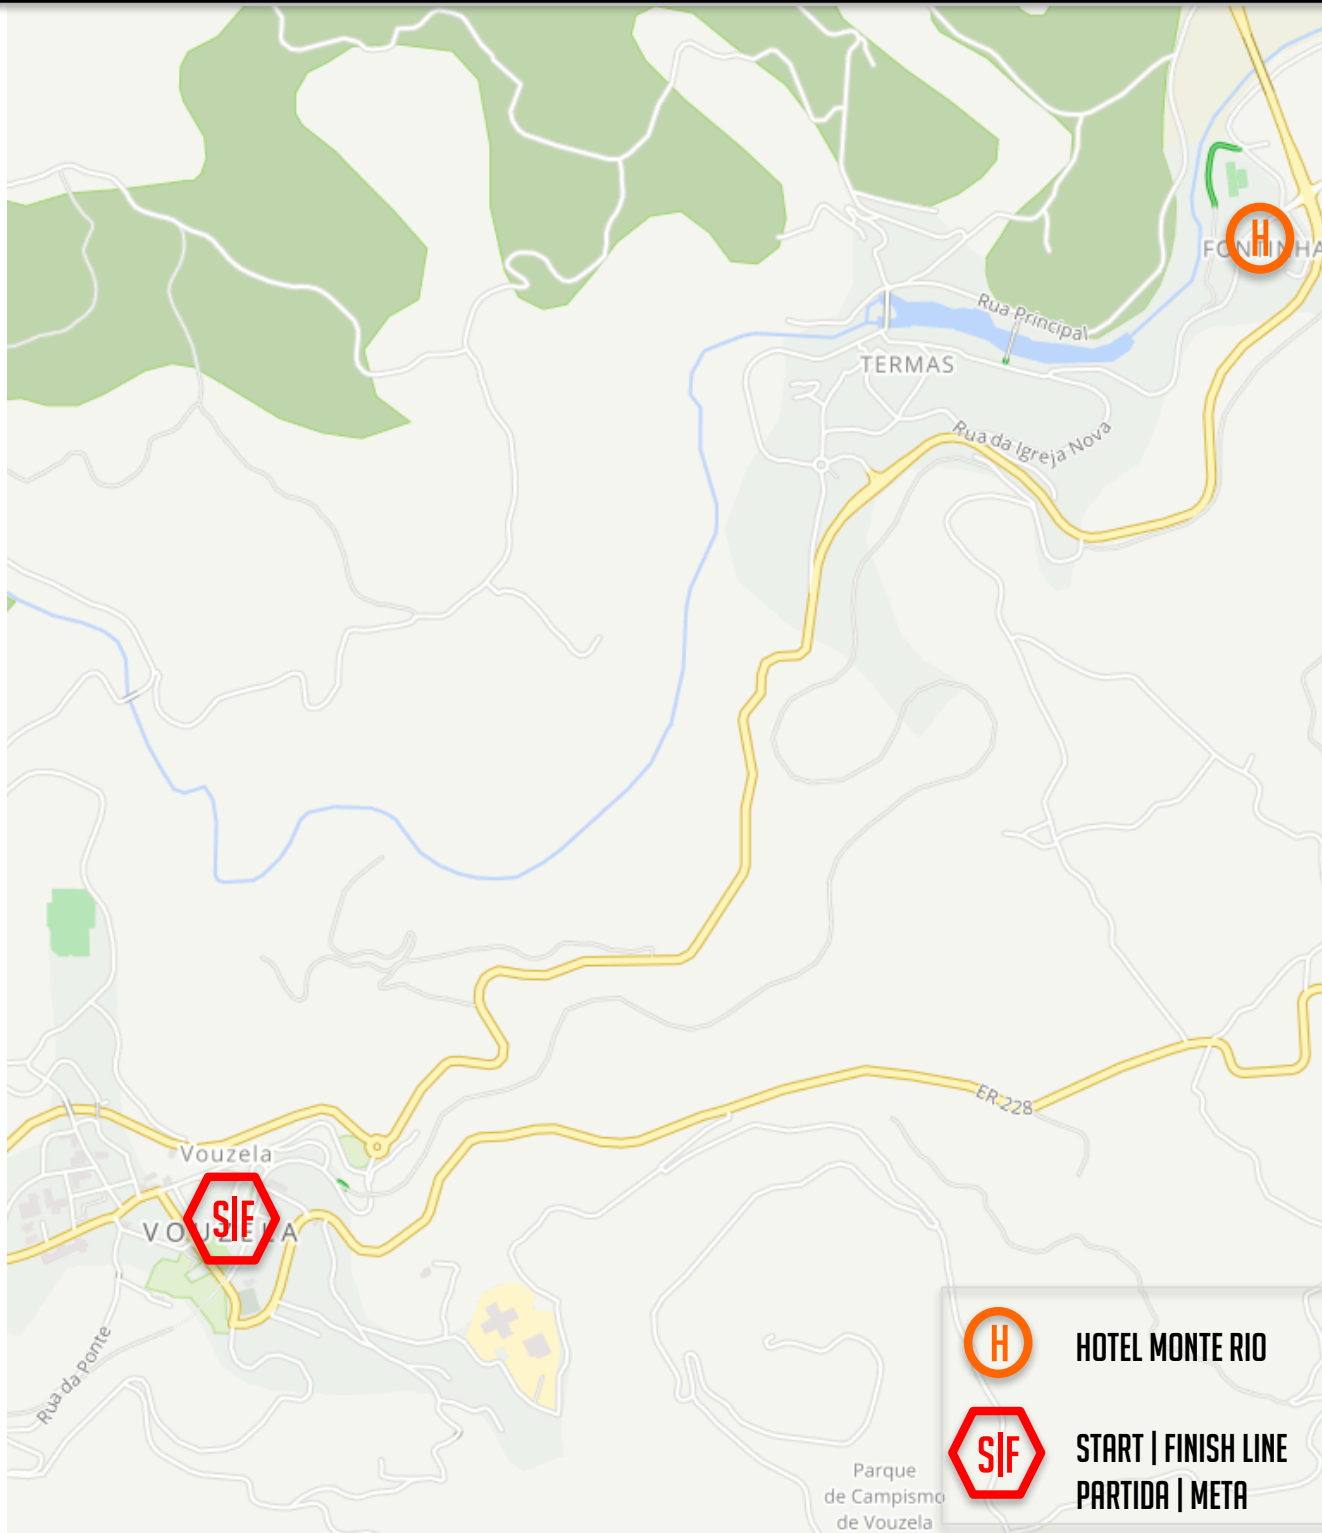 H
FONTINHA
Rua Principal
TERMAS
Rua da Igreja Nova
ER 228
Vouzela
S|F
VOUZELA
Rua da Ponte
H HOTEL MONTE RIO
S|F START | FINISH LINE
PARTIDA | META
Parque
de Campismo
de Vouzela